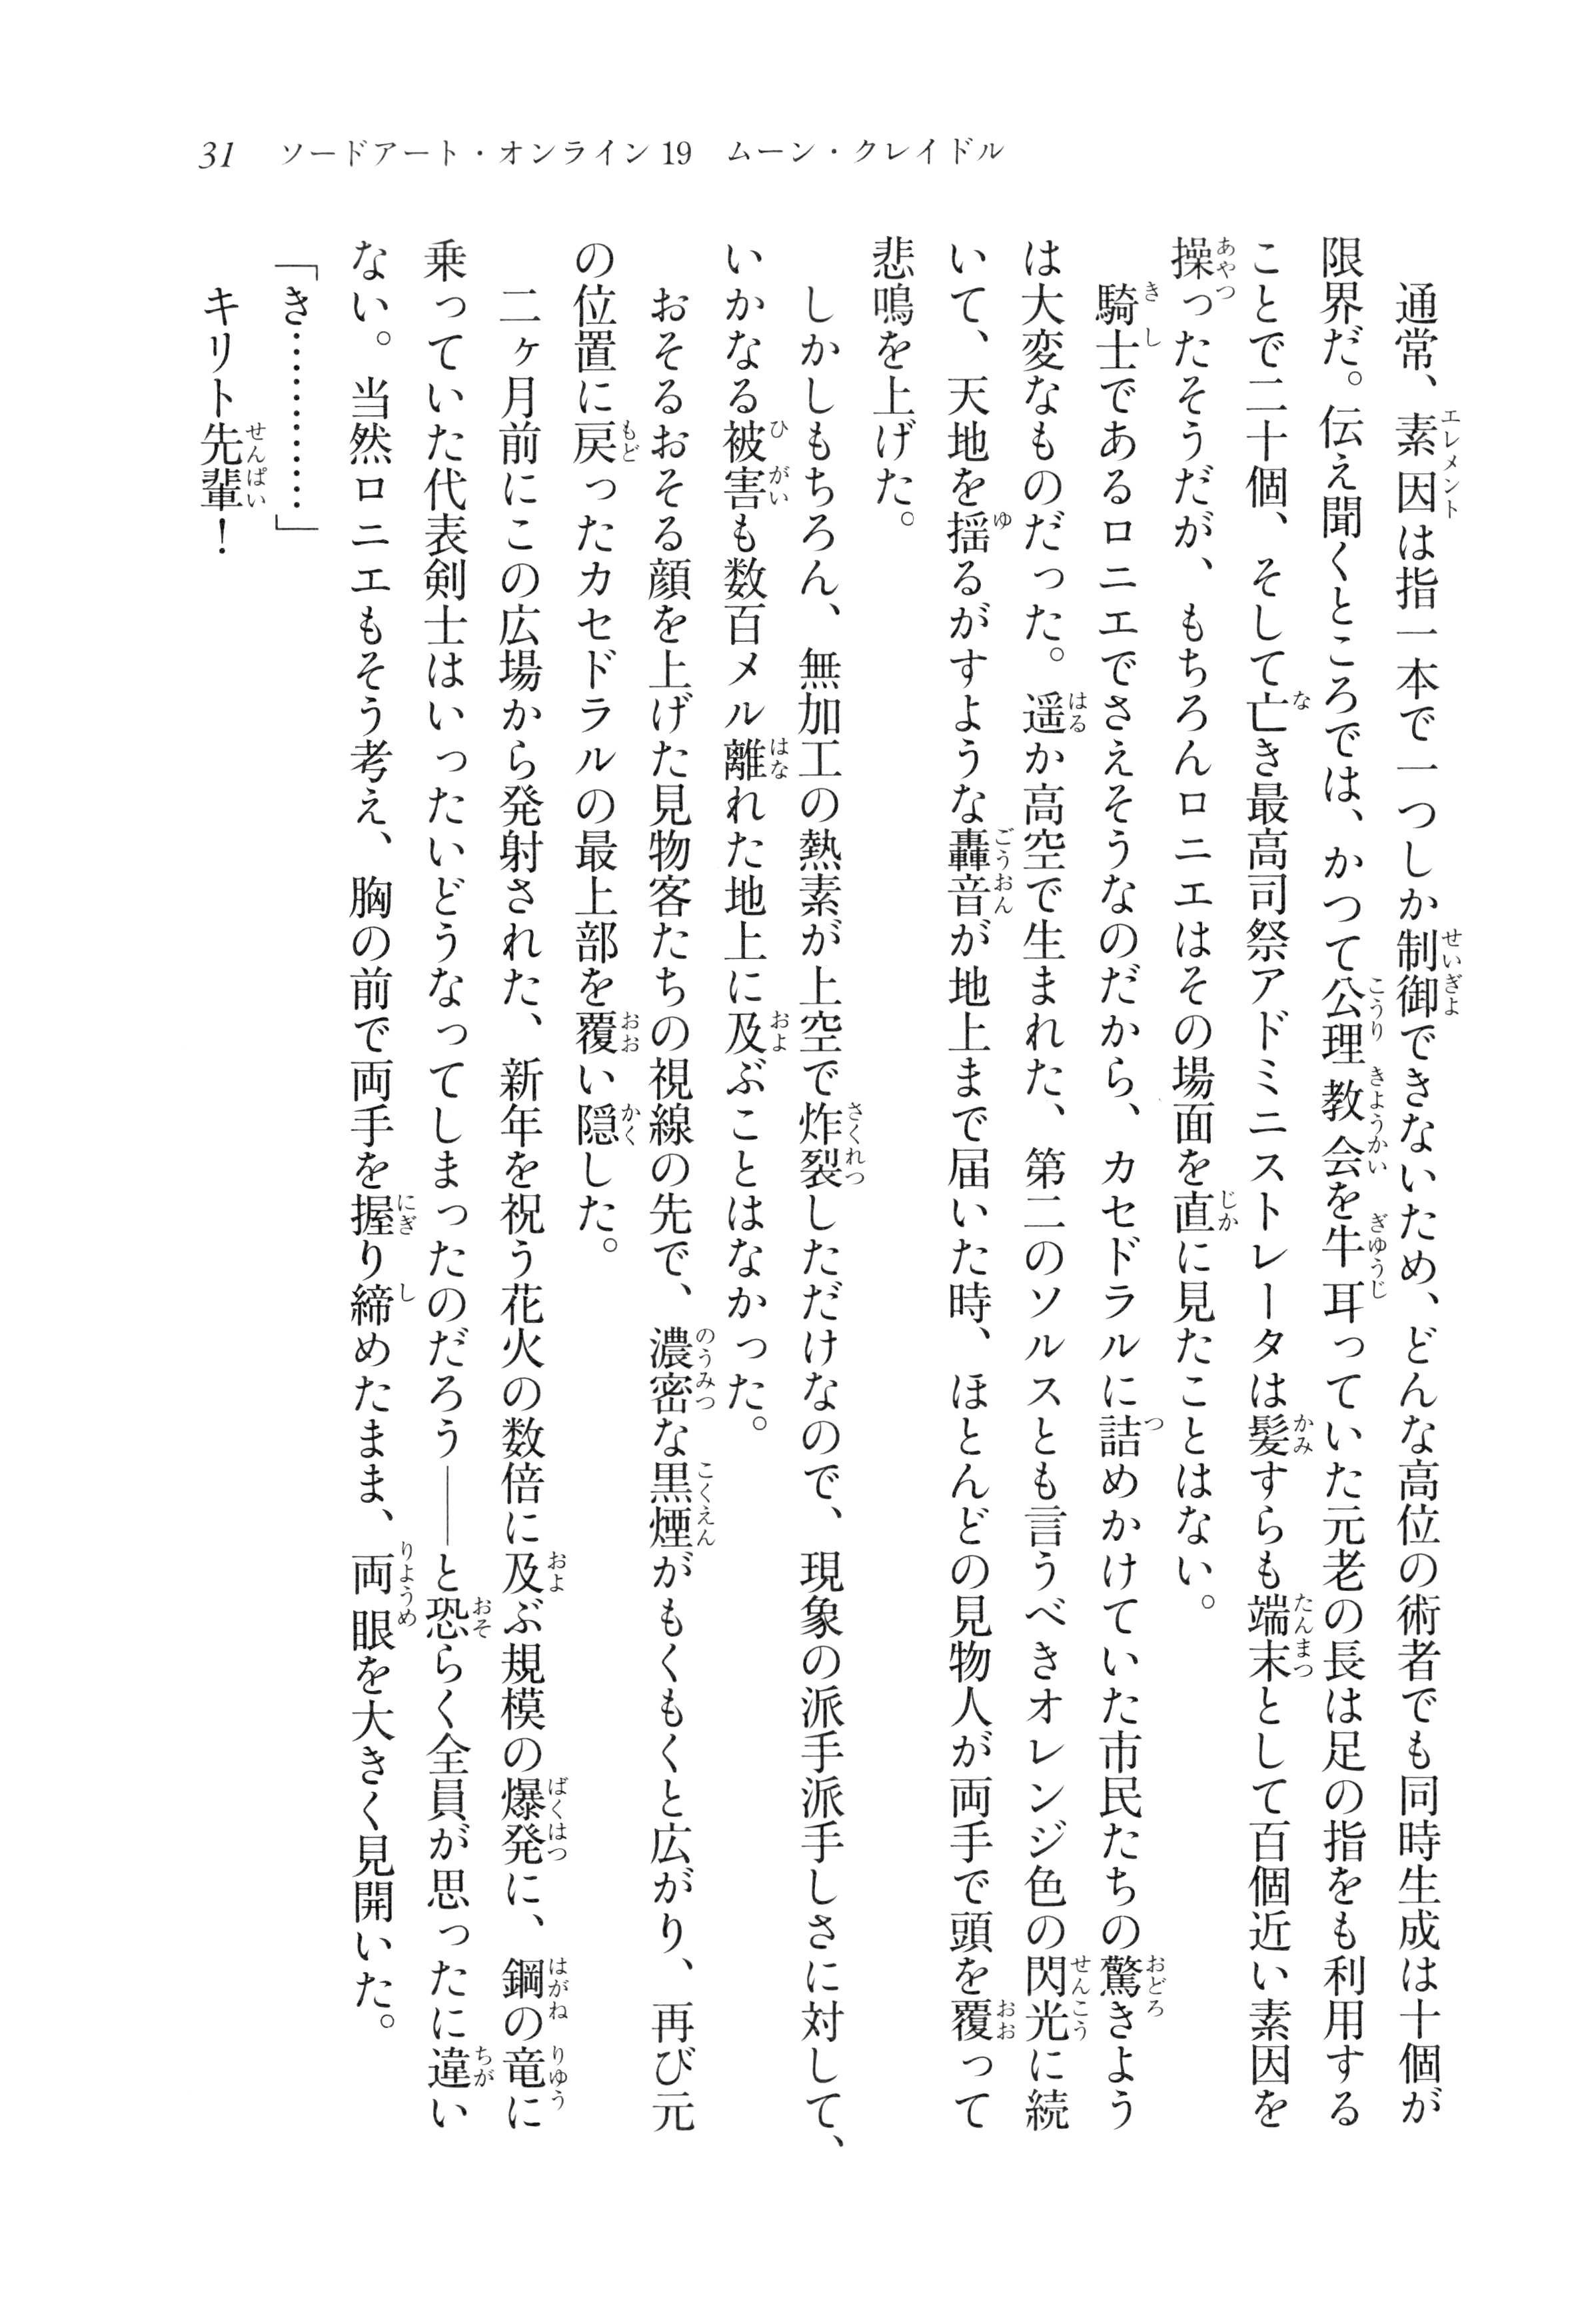 31 ソードアート・オンライン19 ムーン・クレイドル
通常、素因は指一本で一つしか制御できないため、どんな高位の術者でも同時生成は十個が
限界だ。伝え聞くところでは、かつて公理教会を牛耳っていた元老の長は足の指をも利用する
ことで二十個、そして亡き最高司祭アドミニストレータは髪すらも端末として百個近い素因を
操ったそうだが、もちろんロニエはその場面を直に見たことはない。
騎士であるロニエでさえそうなのだから、カセドラルに詰めかけていた市民たちの驚きよう
は大変なものだった。遥か高空で生まれた、第二のソルスとも言うべきオレンジ色の閃光に続
いて、天地を揺るがすような轟音が地上まで届いた時、ほとんどの見物人が両手で頭を覆って
悲鳴を上げた。
しかしもちろん、無加工の熱素が上空で炸裂しただけなので、現象の派手派手しさに対して、
いかなる被害も数百メル離れた地上に及ぶことはなかった。
おそるおそる顔を上げた見物客たちの視線の先で、濃密な黒煙がもくもくと広がり、再び元
の位置に戻ったカセドラルの最上部を覆い隠した。
二ヶ月前にこの広場から発射された、新年を祝う花火の数倍に及ぶ規模の爆発に、鋼の竜に
乗っていた代表剣士はいったいどうなってしまったのだろう――と恐らく全員が思ったに違い
ない。当然ロニエもそう考え、胸の前で両手を握り締めたまま、両眼を大きく見開いた。
「き…………」
キリト先輩！